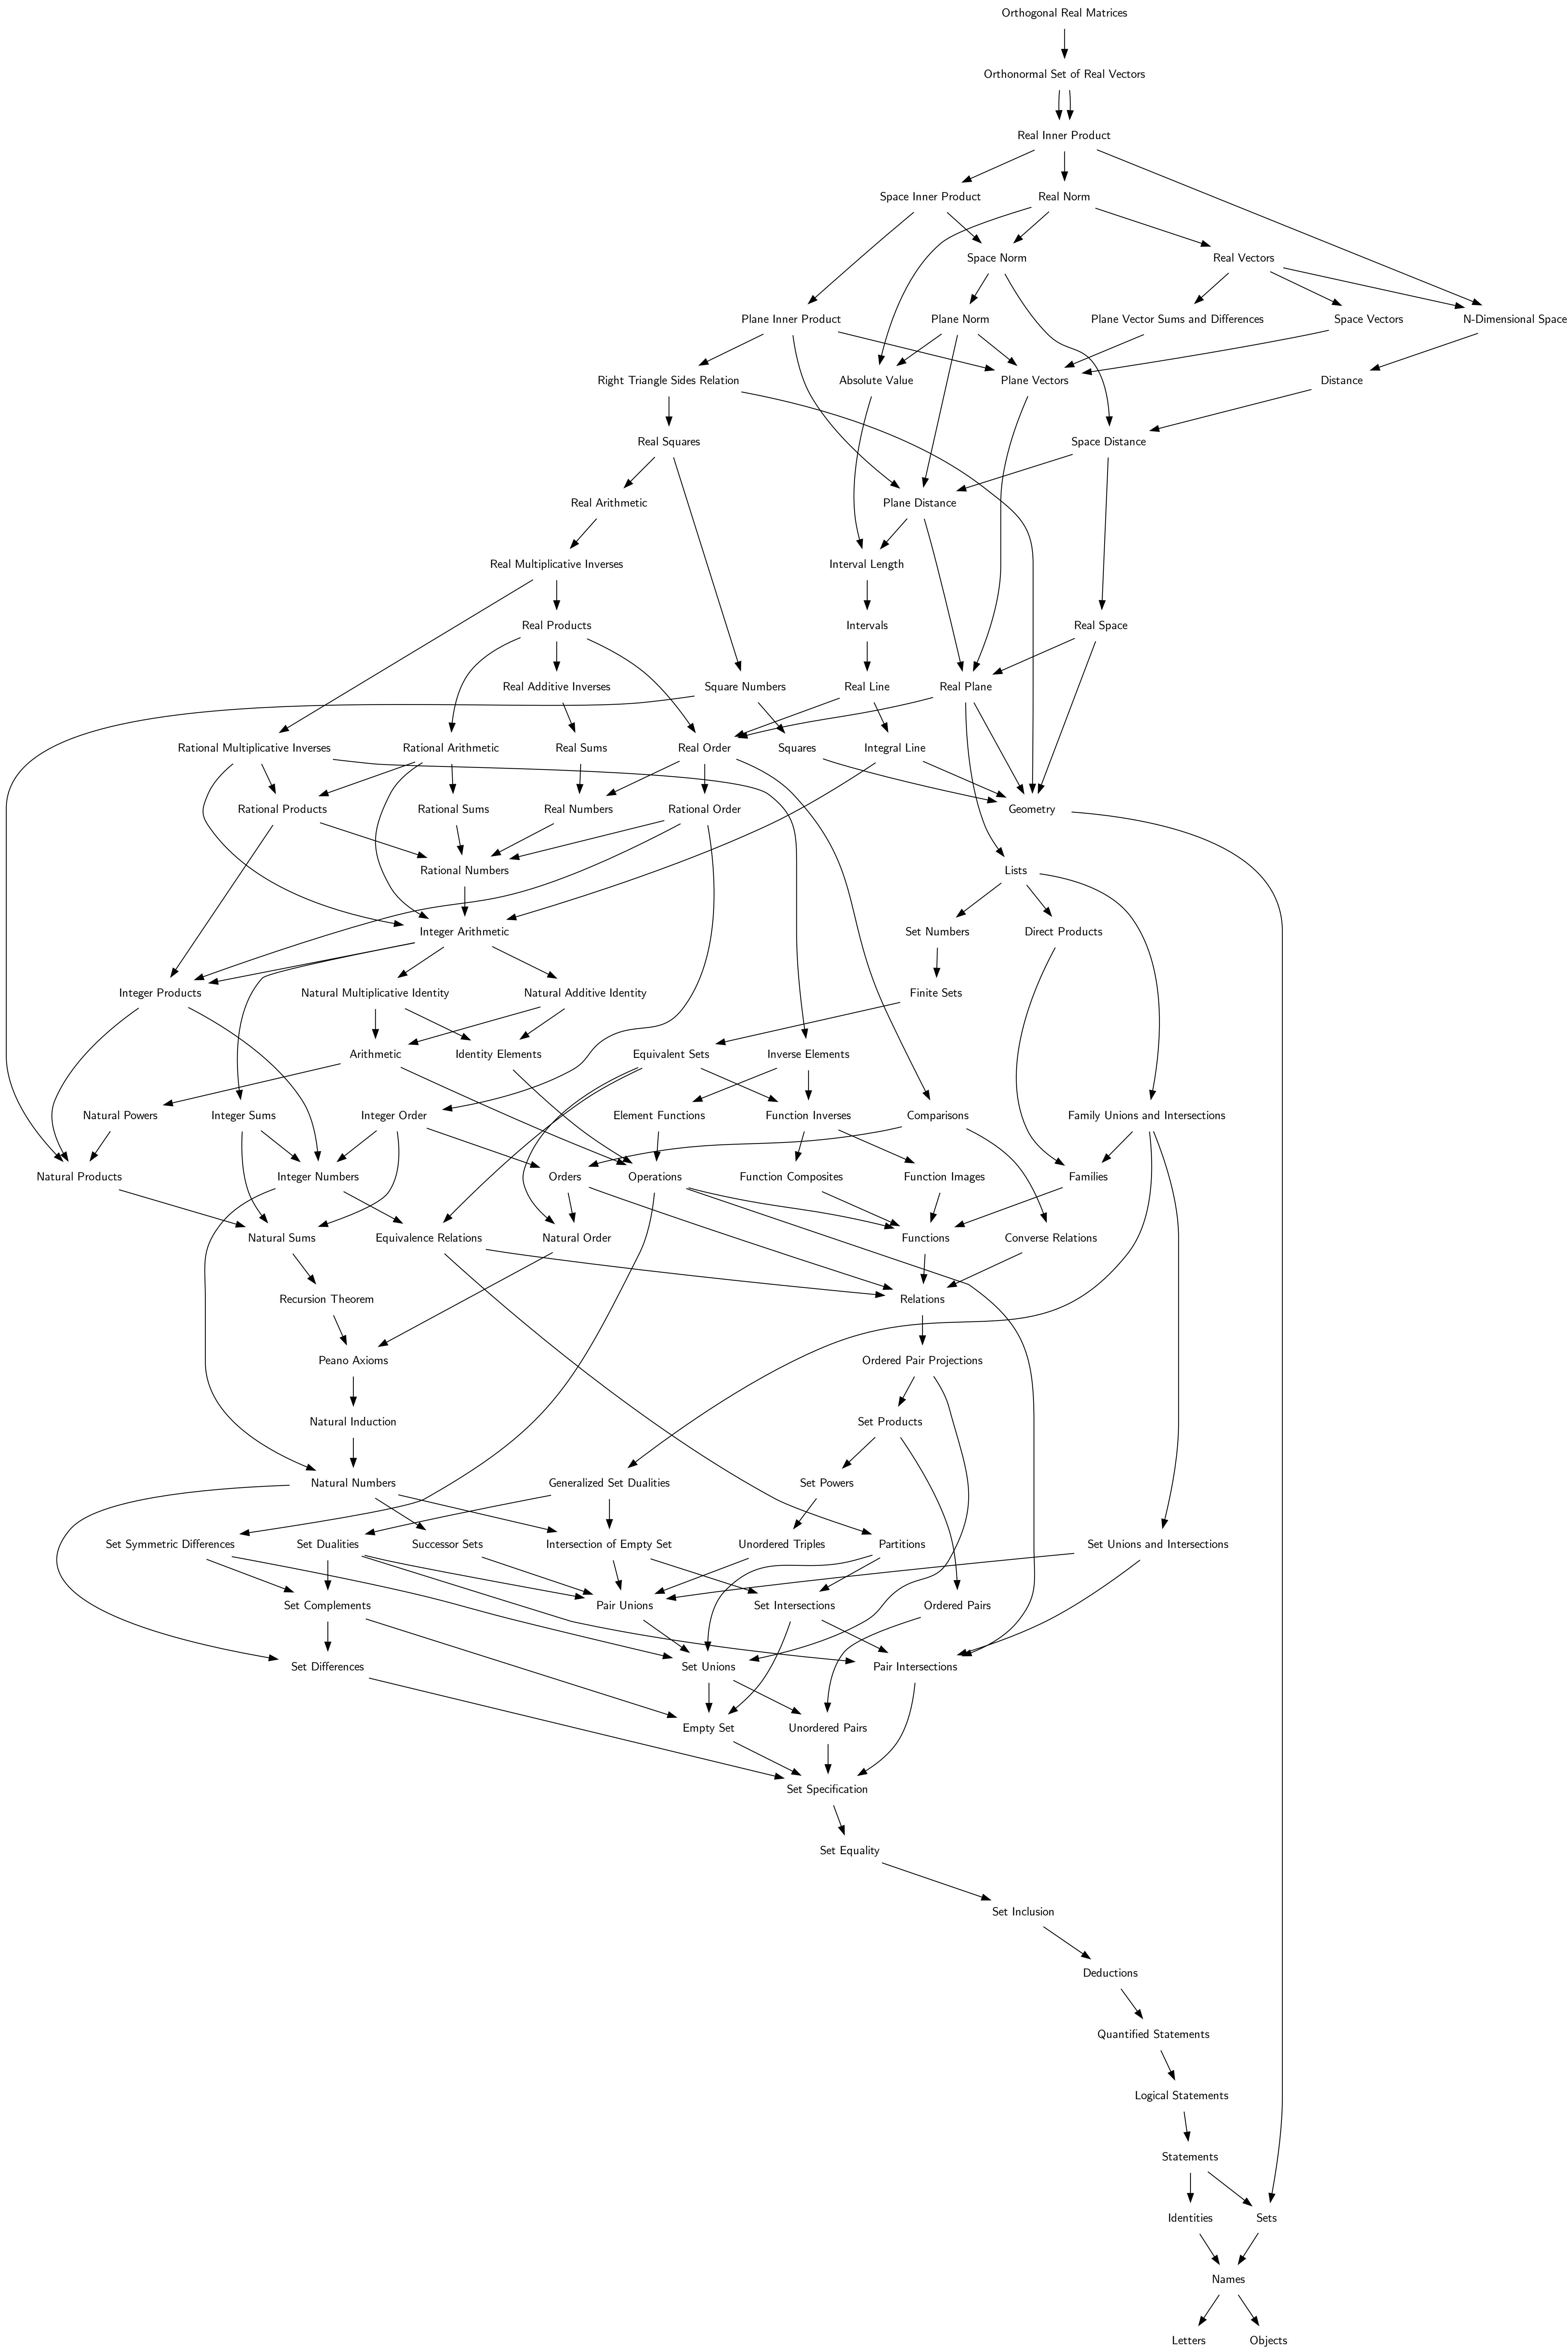 Orthogonal Real Matrices
Orthonormal Set of Real Vectors
Real Inner Product
Space Inner Product
Real Norm
Space Norm
Real Vectors
Plane Inner Product
Plane Norm
Plane Vector Sums and Differences
Space Vectors
N-Dimensional Space
Right Triangle Sides Relation
Absolute Value
Plane Vectors
Distance
Real Squares
Space Distance
Real Arithmetic
Plane Distance
Real Multiplicative Inverses
Interval Length
Real Products
Intervals
Real Space
Real Additive Inverses
Square Numbers
Real Line
Real Plane
Rational Multiplicative Inverses
Rational Arithmetic
Real Sums
Real Order
Squares
Integral Line
Rational Products
Rational Sums
Real Numbers
Rational Order
Geometry
Rational Numbers
Lists
Integer Arithmetic
Set Numbers
Direct Products
Integer Products
Natural Multiplicative Identity
Natural Additive Identity
Finite Sets
Arithmetic
Identity Elements
Equivalent Sets
Inverse Elements
Natural Powers
Integer Sums
Integer Order
Element Functions
Function Inverses
Comparisons
Family Unions and Intersections
Natural Products
Integer Numbers
Orders
Operations
Function Composites
Function Images
Families
Natural Sums
Equivalence Relations
Natural Order
Functions
Converse Relations
Recursion Theorem
Relations
Peano Axioms
Ordered Pair Projections
Natural Induction
Set Products
Natural Numbers
Generalized Set Dualities
Set Powers
Set Symmetric Differences
Set Dualities
Successor Sets
Intersection of Empty Set
Unordered Triples
Partitions
Set Unions and Intersections
Set Complements
Pair Unions
Set Intersections
Ordered Pairs
Set Differences
Set Unions
Pair Intersections
Empty Set
Unordered Pairs
Set Specification
Set Equality
Set Inclusion
Deductions
Quantified Statements
Logical Statements
Statements
Identities
Sets
Names
Letters
Objects